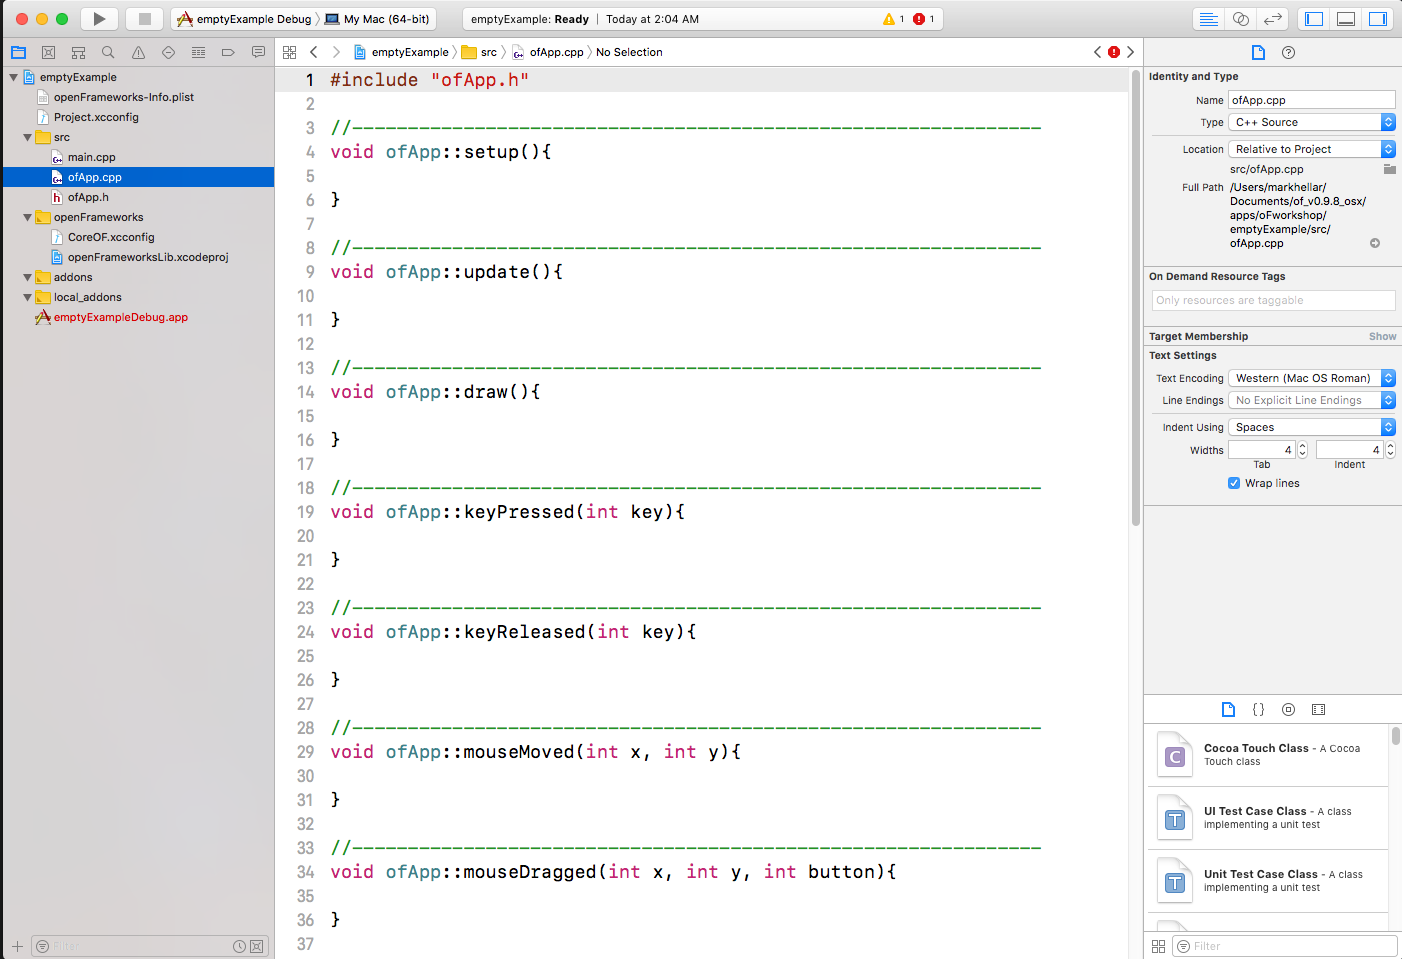 emptyExample Debug
My Mac (64-bit)
emptyExample: Ready | Today at 2:04 AM
1
1
emptyExample
src
ofApp.cpp
No Selection
emptyExample
openFrameworks-Info.plist
Project.xcconfig
src
main.cpp
ofApp.cpp
ofApp.h
openFrameworks
CoreOF.xcconfig
openFrameworksLib.xcodeproj
addons
local_addons
emptyExampleDebug.app
Filter
1 #include "ofApp.h"
2
3 //--------------------------------------------------------------
4 void ofApp::setup(){
5
6 }
7
8 //--------------------------------------------------------------
9 void ofApp::update(){
10
11 }
12
13 //--------------------------------------------------------------
14 void ofApp::draw(){
15
16 }
17
18 //--------------------------------------------------------------
19 void ofApp::keyPressed(int key){
20
21 }
22
23 //--------------------------------------------------------------
24 void ofApp::keyReleased(int key){
25
26 }
27
28 //--------------------------------------------------------------
29 void ofApp::mouseMoved(int x, int y){
30
31 }
32
33 //--------------------------------------------------------------
34 void ofApp::mouseDragged(int x, int y, int button){
35
36 }
37
Identity and Type
Name ofApp.cpp
Type C++ Source
Location Relative to Project
src/ofApp.cpp
Full Path /Users/markhellar/
Documents/of_v0.9.8_osx/
apps/oFworkshop/
emptyExample/src/
ofApp.cpp
On Demand Resource Tags
Only resources are taggable
Target Membership Show
Text Settings
Text Encoding Western (Mac OS Roman)
Line Endings No Explicit Line Endings
Indent Using Spaces
Widths 4 4
Tab Indent
Wrap lines
{}
C
Cocoa Touch Class - A Cocoa
Touch class
T
UI Test Case Class - A class
implementing a unit test
T
Unit Test Case Class - A class
implementing a unit test
Filter